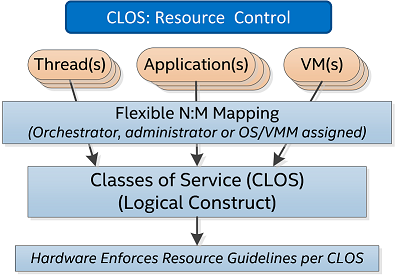 CLOS: Resource Control
Thread(s) Application(s) VM(s)
Flexible N:M Mapping
(Orchestrator, administrator or OS/VMM assigned)
Classes of Service (CLOS)
(Logical Construct)
Hardware Enforces Resource Guidelines per CLOS